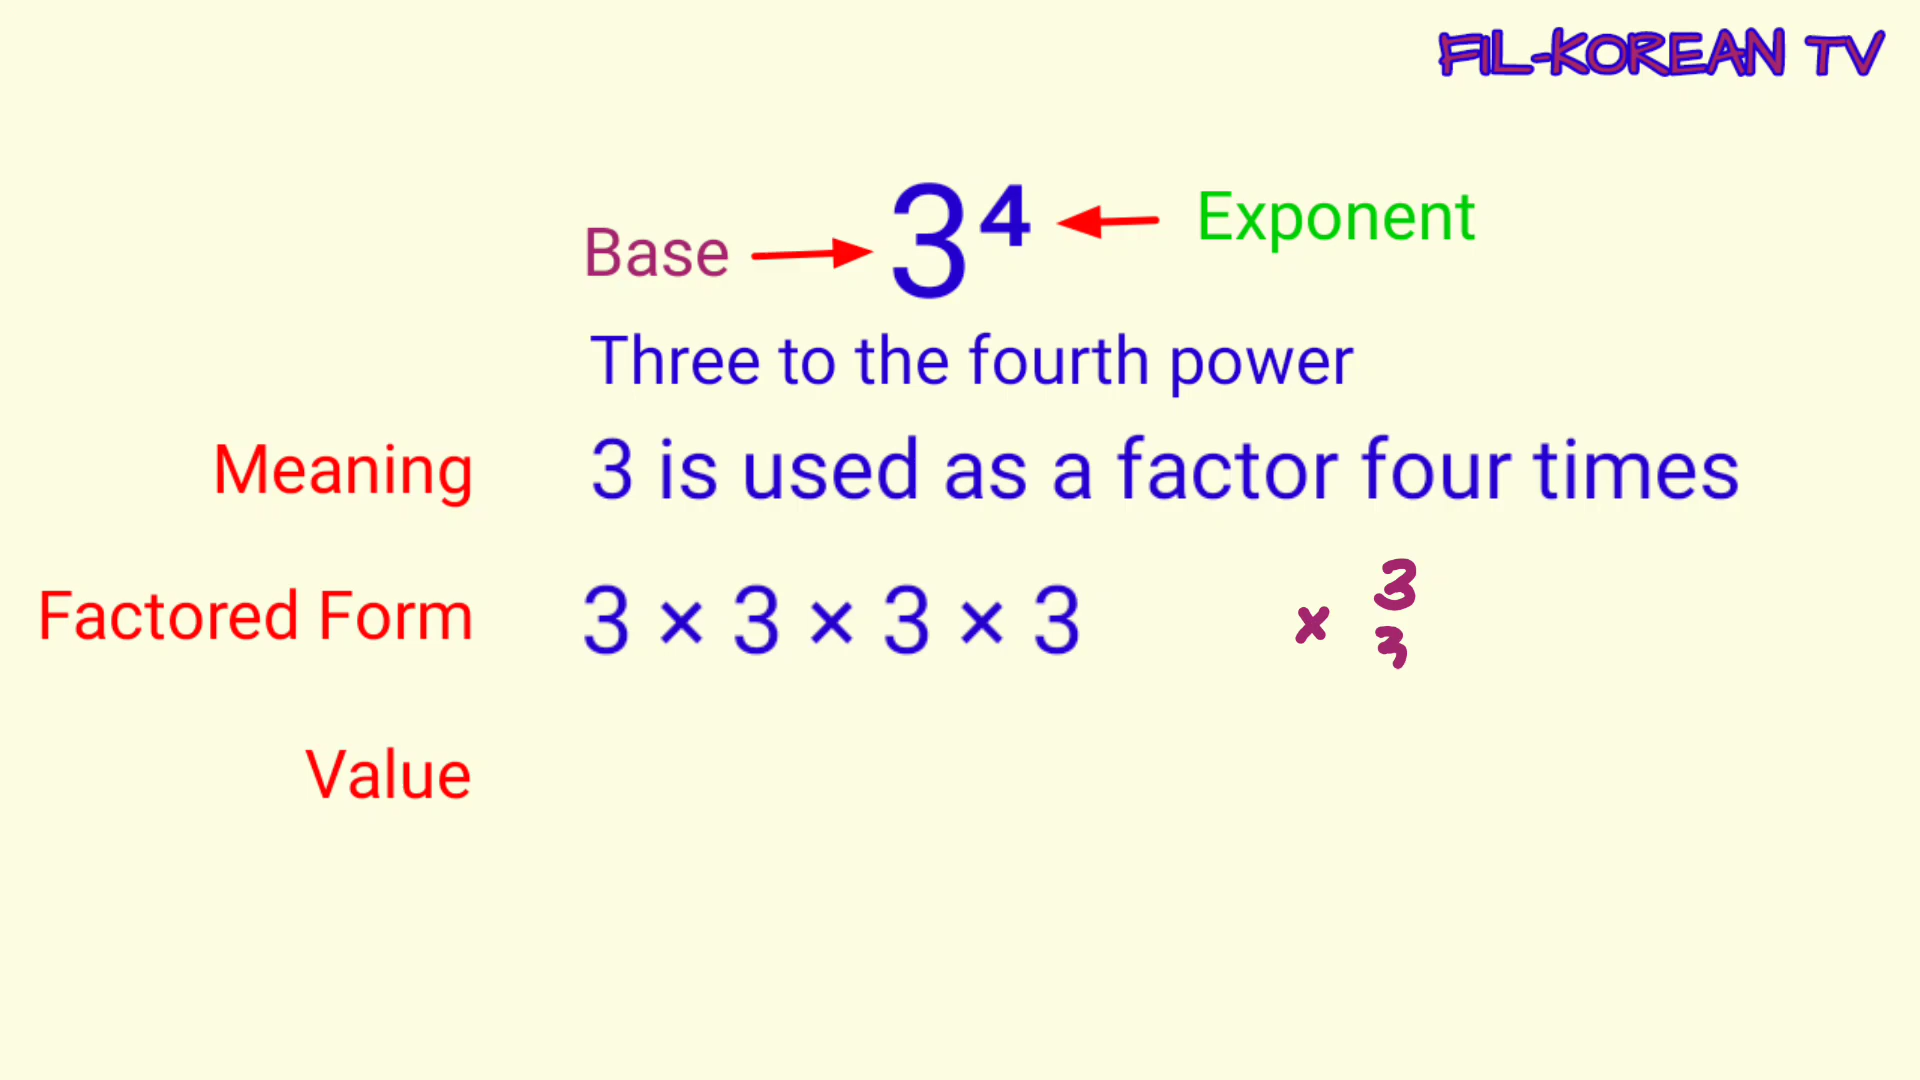 FIL-KOREAN TV
Base 3⁴ Exponent
Three to the fourth power
Meaning 3 is used as a factor four times
Factored Form 3 × 3 × 3 × 3
3
× 3
Value